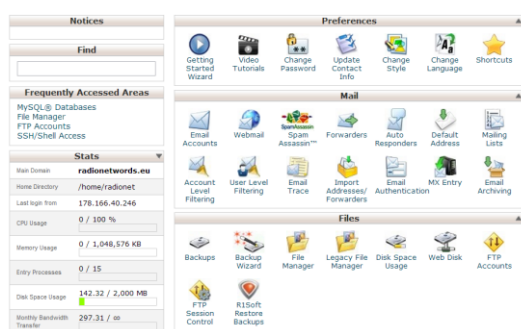 Notices
Find
Frequently Accessed Areas
MySQL® Databases
File Manager
FTP Accounts
SSH/Shell Access
Stats
Main Domain radionetwords.eu
Home Directory /home/radionet
Last login from 178.166.40.246
CPU Usage 0 / 100 %
Memory Usage 0 / 1,048,576 KB
Entry Processes 0 / 15
Disk Space Usage 142.32 / 2,000 MB
Monthly Bandwidth 297.31 / ∞
Transfer
Preferences
Getting Video Change Update Change Change Shortcuts
Started Tutorials Password Contact Style Language
Wizard Info
Mail
SpamAssassin
Email Webmail Spam Forwarders Auto Default Mailing
Accounts Assassin™ Responders Address Lists
Account User Level Email Import Email MX Entry Email
Level Filtering Trace Addresses/ Authentication Archiving
Filtering Forwarders
Files
Backups Backup File Legacy File Disk Space Web Disk FTP
Wizard Manager Manager Usage Accounts
FTP R1Soft
Session Restore
Control Backups